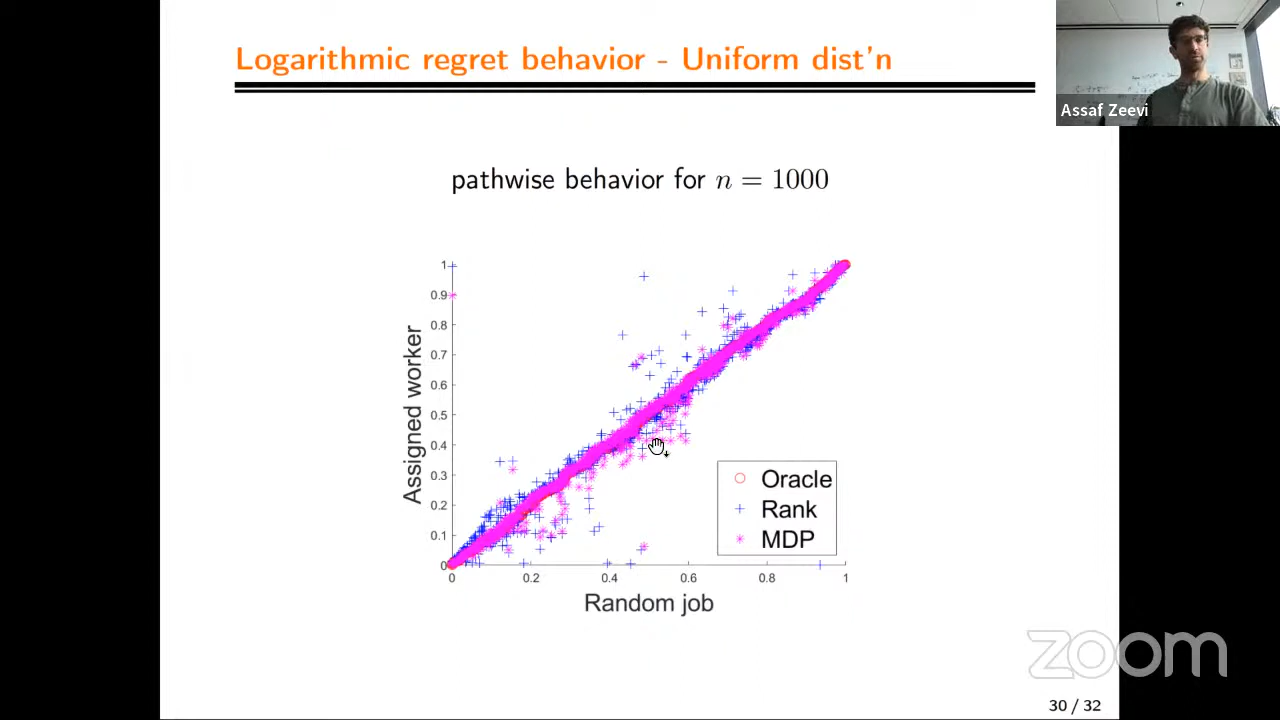 Logarithmic regret behavior - Uniform dist'n
Assaf Zeevi
pathwise behavior for n = 1000
1
0.9
0.8
0.7
0.6
0.5
0.4
0.3
0.2
0.1
0
Assigned worker
Oracle
Rank
MDP
0 0.2 0.4 0.6 0.8 1
Random job
zoom
30 / 32